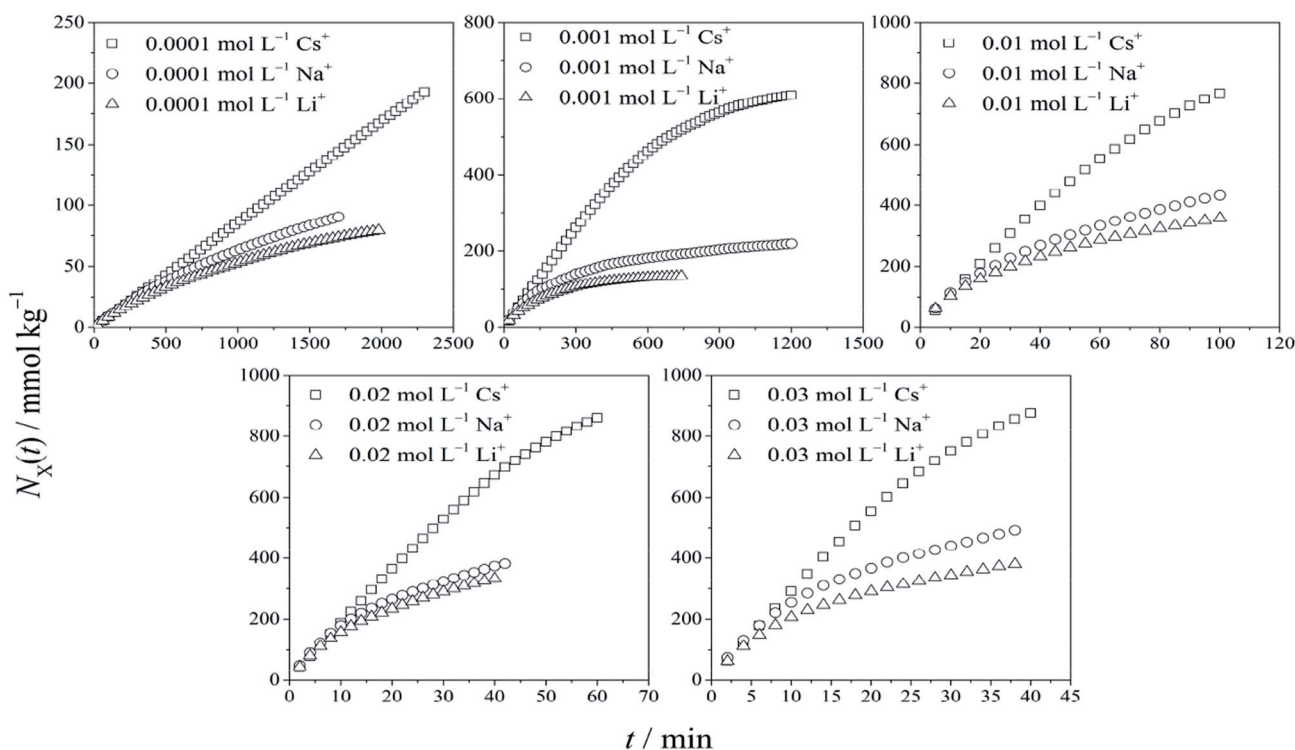 250
200
150
100
50
0
□ 0.0001 mol L⁻¹ Cs⁺
○ 0.0001 mol L⁻¹ Na⁺
△ 0.0001 mol L⁻¹ Li⁺
0 500 1000 1500 2000 2500
800
600
400
200
0
□ 0.001 mol L⁻¹ Cs⁺
○ 0.001 mol L⁻¹ Na⁺
△ 0.001 mol L⁻¹ Li⁺
0 300 600 900 1200 1500
1000
800
600
400
200
0
□ 0.01 mol L⁻¹ Cs⁺
○ 0.01 mol L⁻¹ Na⁺
△ 0.01 mol L⁻¹ Li⁺
0 20 40 60 80 100 120
1000
800
600
400
200
0
□ 0.02 mol L⁻¹ Cs⁺
○ 0.02 mol L⁻¹ Na⁺
△ 0.02 mol L⁻¹ Li⁺
0 10 20 30 40 50 60 70
1000
800
600
400
200
0
□ 0.03 mol L⁻¹ Cs⁺
○ 0.03 mol L⁻¹ Na⁺
△ 0.03 mol L⁻¹ Li⁺
0 5 10 15 20 25 30 35 40 45
N_X(t) / mmol kg⁻¹
t / min